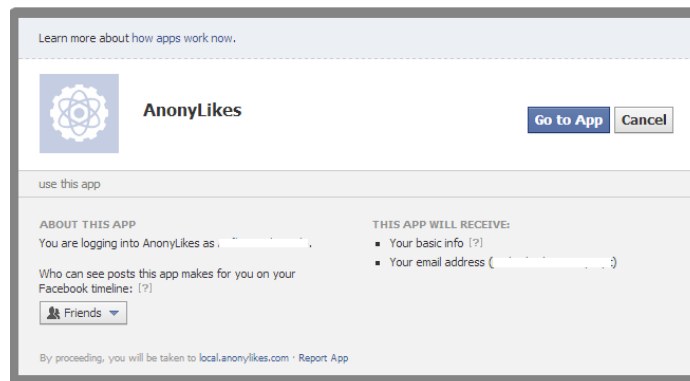 Learn more about how apps work now.
AnonyLikes
Go to App
Cancel
use this app
ABOUT THIS APP
You are logging into AnonyLikes as .
Who can see posts this app makes for you on your
Facebook timeline: [?]
Friends
THIS APP WILL RECEIVE:
Your basic info [?]
Your email address ( )
By proceeding, you will be taken to local.anonylikes.com · Report App